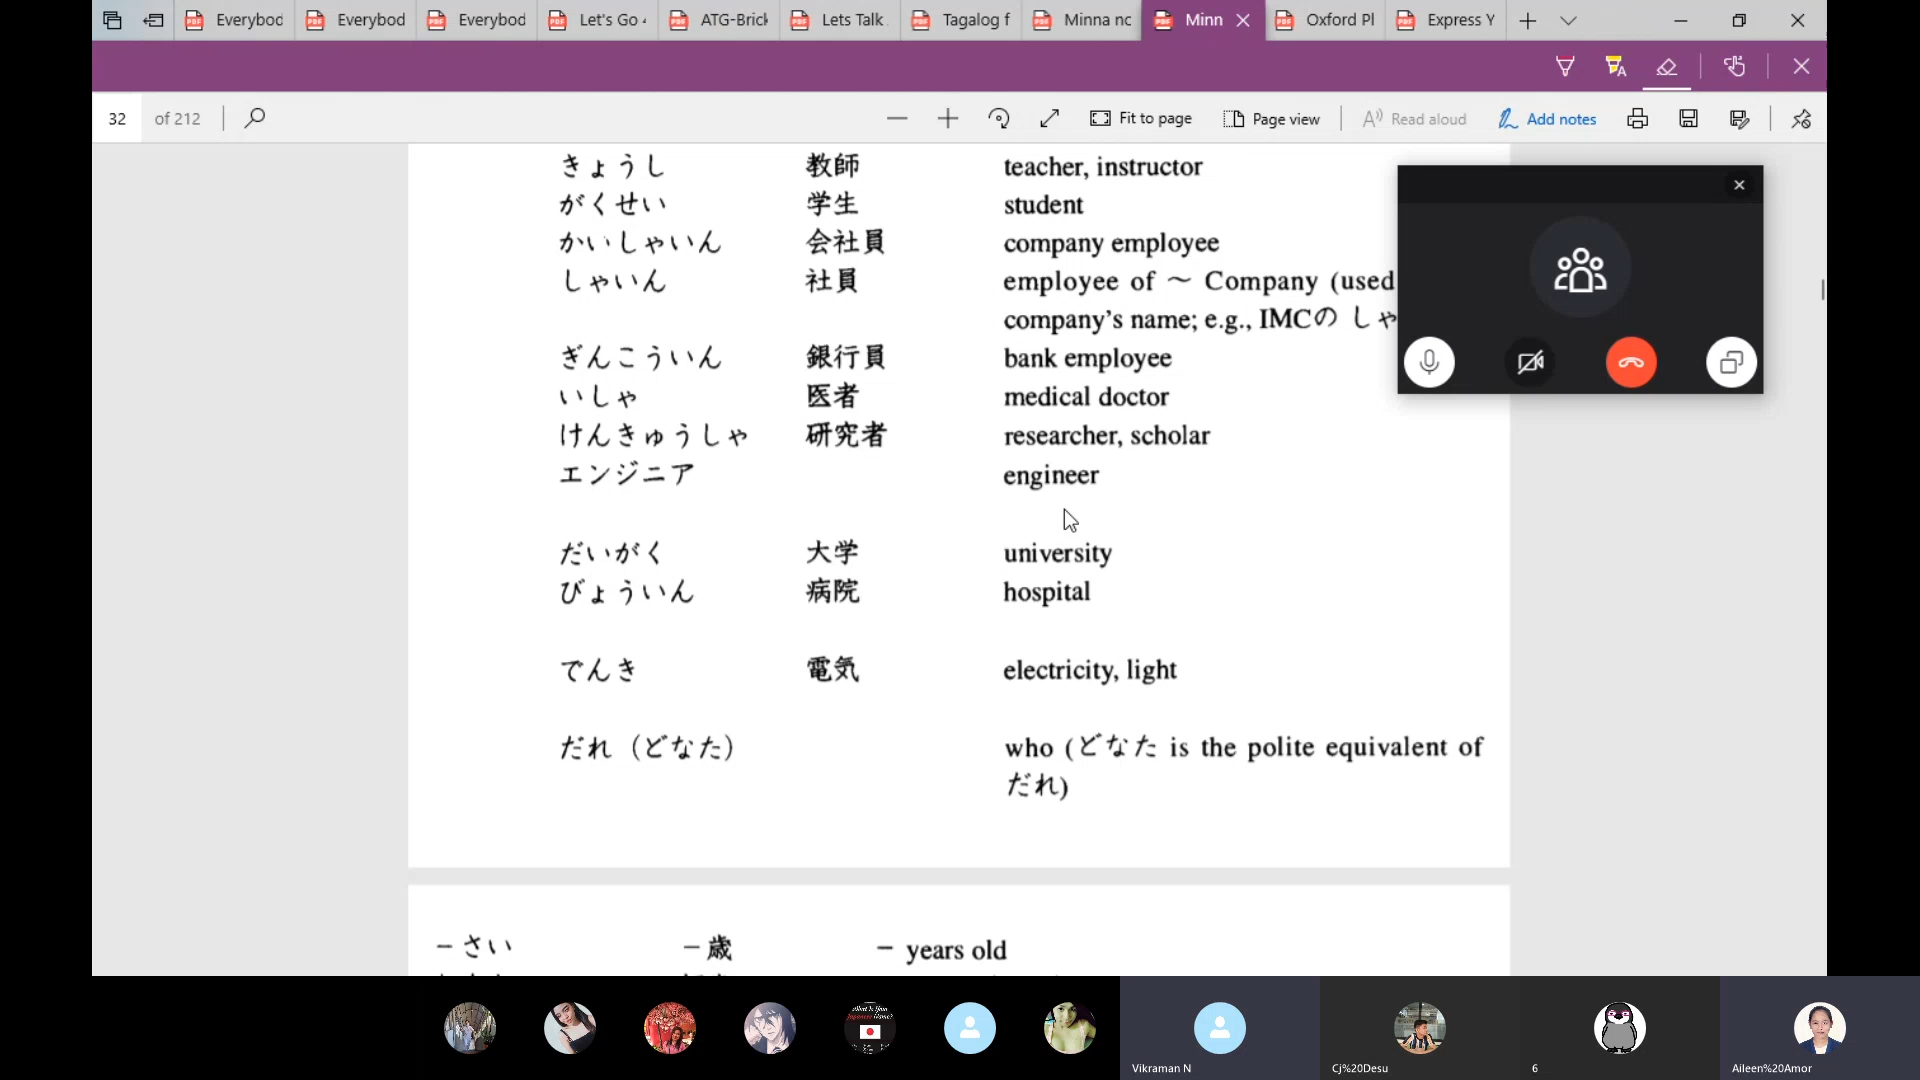 Everybod
Everybod
Everybod
Let's Go
ATG-Brick
Lets Talk
Tagalog f
Minna no
Minn
Oxford Pl
Express Y
32 of 212
Fit to page
Page view
Read aloud
Add notes
きょうし 教師 teacher, instructor
がくせい 学生 student
かいしゃいん 会社員 company employee
しゃいん 社員 employee of ～ Company (used
company's name; e.g., IMCの しゃ
ぎんこういん 銀行員 bank employee
いしゃ 医者 medical doctor
けんきゅうしゃ 研究者 researcher, scholar
エンジニア engineer
だいがく 大学 university
びょういん 病院 hospital
でんき 電気 electricity, light
だれ（どなた） who (どなた is the polite equivalent of
だれ)
－さい －歳 － years old
What Is Your
Japanese Name?
Vikraman N
Cj%20Desu
6
Aileen%20Amor